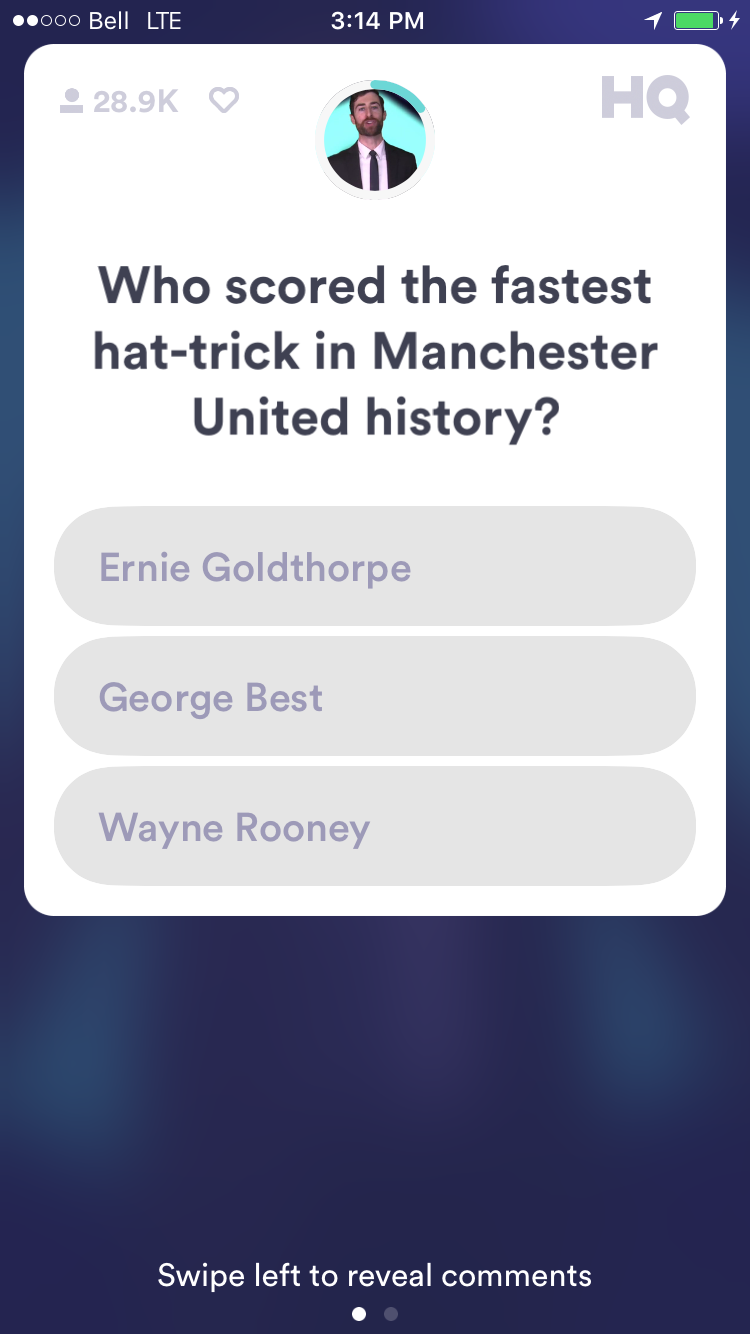 Bell LTE 3:14 PM
28.9K HQ
Who scored the fastest
hat-trick in Manchester
United history?
Ernie Goldthorpe
George Best
Wayne Rooney
Swipe left to reveal comments